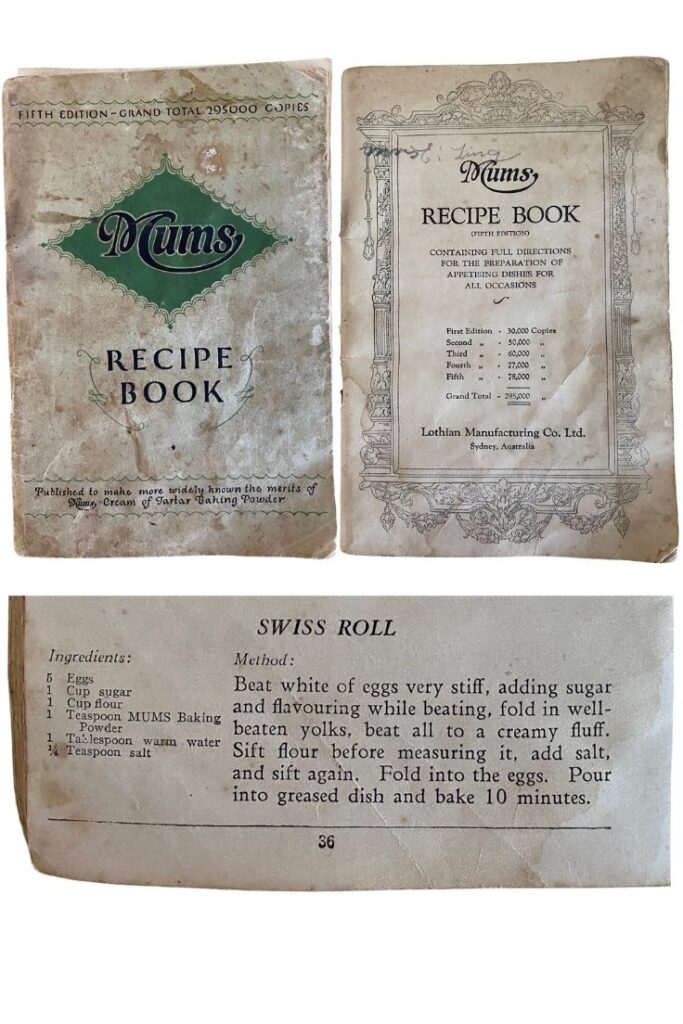 FIFTH EDITION – GRAND TOTAL 295000 COPIES
Mums
RECIPE
BOOK
Published to make more widely known the merits of
Mums Cream of Tartar Baking Powder
Ling
Mums
RECIPE BOOK
(FIFTH EDITION)
CONTAINING FULL DIRECTIONS
FOR THE PREPARATION OF
APPETISING DISHES FOR
ALL OCCASIONS
First Edition - 30,000 Copies
Second „ - 50,000 „
Third „ - 60,000 „
Fourth „ - 77,000 „
Fifth „ - 78,000 „
Grand Total - 295,000 „
Lothian Manufacturing Co. Ltd.
Sydney, Australia
SWISS ROLL
Ingredients:
5 Eggs
1 Cup sugar
1 Cup flour
1 Teaspoon MUMS Baking
Powder
1 Tablespoon warm water
¼ Teaspoon salt
Method:
Beat white of eggs very stiff, adding sugar
and flavouring while beating, fold in well-
beaten yolks, beat all to a creamy fluff.
Sift flour before measuring it, add salt,
and sift again. Fold into the eggs. Pour
into greased dish and bake 10 minutes.
36